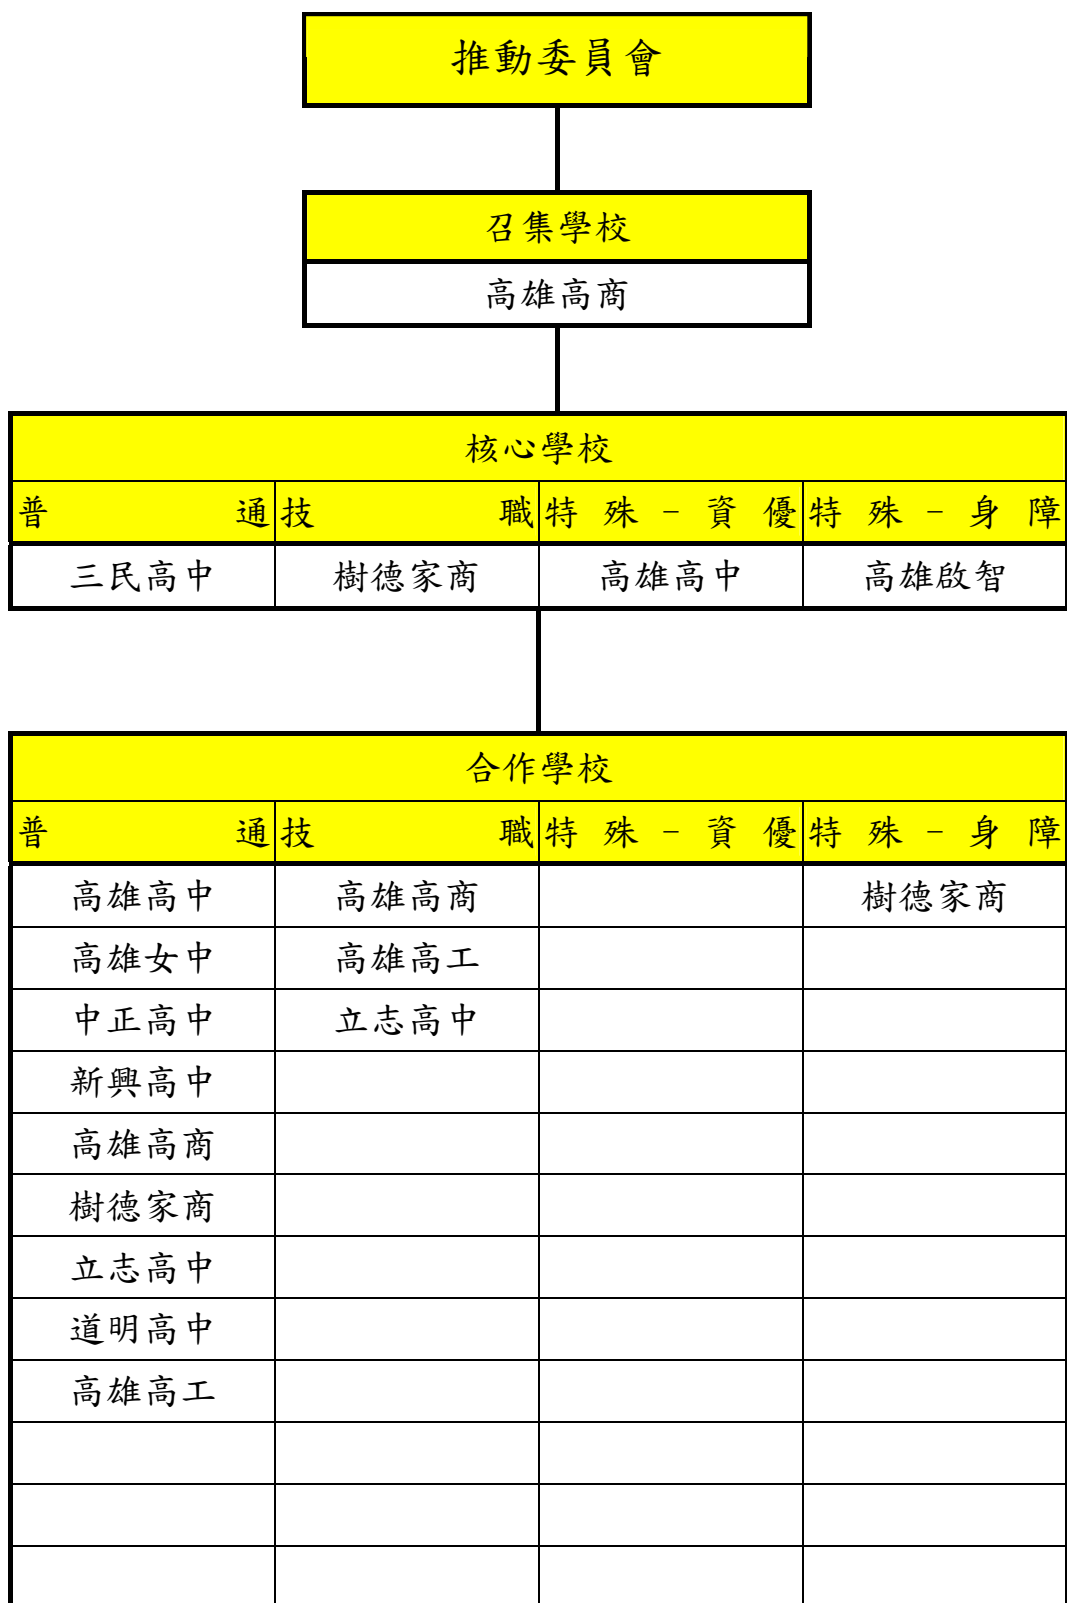 推動委員會
召集學校
高雄高商
核心學校
普通 技職 特殊-資優 特殊-身障
三民高中 樹德家商 高雄高中 高雄啟智
合作學校
普通 技職 特殊-資優 特殊-身障
高雄高中 高雄高商 樹德家商
高雄女中 高雄高工
中正高中 立志高中
新興高中
高雄高商
樹德家商
立志高中
道明高中
高雄高工